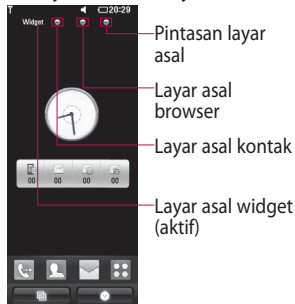 20:29
Widget
00 00 00 00
Pintasan layar
asal
Layar asal
browser
Layar asal kontak
Layar asal widget
(aktif)